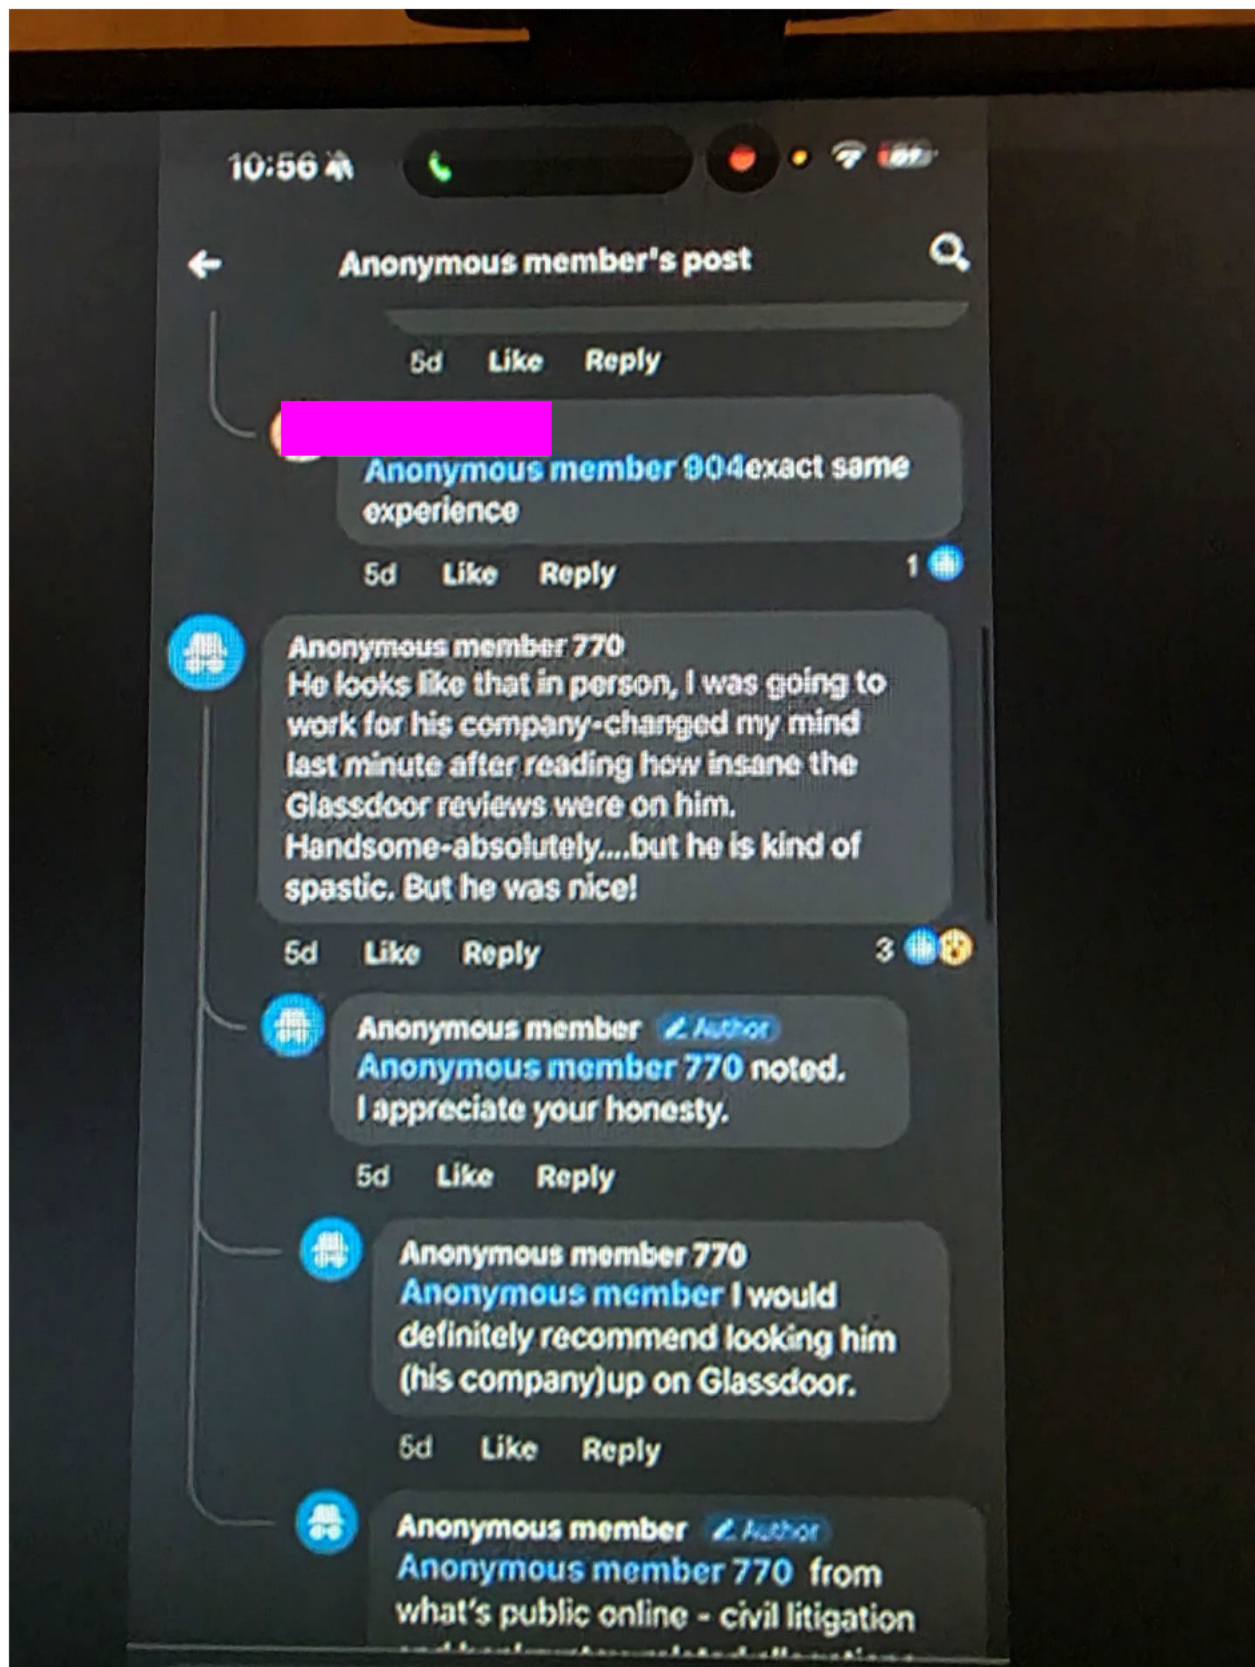 10:56
Anonymous member's post
5d Like Reply
Anonymous member 904exact same
experience
5d Like Reply 1
Anonymous member 770
He looks like that in person, I was going to
work for his company-changed my mind
last minute after reading how insane the
Glassdoor reviews were on him.
Handsome-absolutely....but he is kind of
spastic. But he was nice!
5d Like Reply 3
Anonymous member Author
Anonymous member 770 noted.
I appreciate your honesty.
5d Like Reply
Anonymous member 770
Anonymous member I would
definitely recommend looking him
(his company)up on Glassdoor.
5d Like Reply
Anonymous member Author
Anonymous member 770 from
what's public online - civil litigation